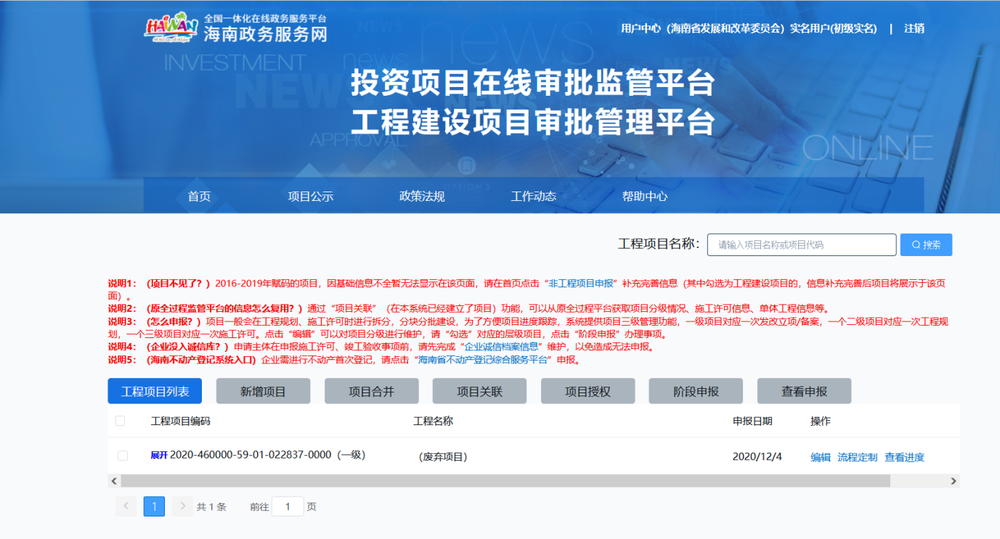 HAINAN
全国一体化在线政务服务平台
海南政务服务网
用户中心（海南省发展和改革委员会）实名用户(初级实名) | 注销
NEWS
INVESTMENT
news
news
NEWS
NEWS
NEWS
投资项目在线审批监管平台
工程建设项目审批管理平台
APPROVAL
ONLINE
OPTION 3
首页 项目公示 政策法规 工作动态 帮助中心
工程项目名称： 请输入项目名称或项目代码 搜索
说明1：（项目不见了？）2016-2019年赋码的项目，因基础信息不全暂无法显示在该页面，请在首页点击“非工程项目申报”补充完善信息（其中勾选为工程建设项目的，信息补充完善后项目将展示于该页
面）。
说明2：（原全过程监管平台的信息怎么复用？）通过“项目关联”（在本系统已经建立了项目）功能，可以从原全过程平台获取项目分级情况、施工许可信息、单体工程信息等。
说明3：（怎么申报？）项目一般会在工程规划、施工许可时进行拆分，分块分批建设，为了方便项目进度跟踪，系统提供项目三级管理功能，一级项目对应一次发改立项/备案，一个二级项目对应一次工程规
划，一个三级项目对应一次施工许可。点击“编辑”可以对项目分级进行维护，请“勾选”对应的层级项目，点击“阶段申报”办理事项。
说明4：（企业没入诚信库？）申请主体在申报施工许可、竣工验收事项前，请先完成“企业诚信档案信息”维护，以免造成无法申报。
说明5：（海南不动产登记系统入口）企业需进行不动产首次登记，请点击“海南省不动产登记综合服务平台”申报。
工程项目列表 新增项目 项目合并 项目关联 项目授权 阶段申报 查看申报
工程项目编码 工程名称 申报日期 操作
展开 2020-460000-59-01-022837-0000（一级） （废弃项目） 2020/12/4 编辑 流程定制 查看进度
1 共 1 条 前往 1 页